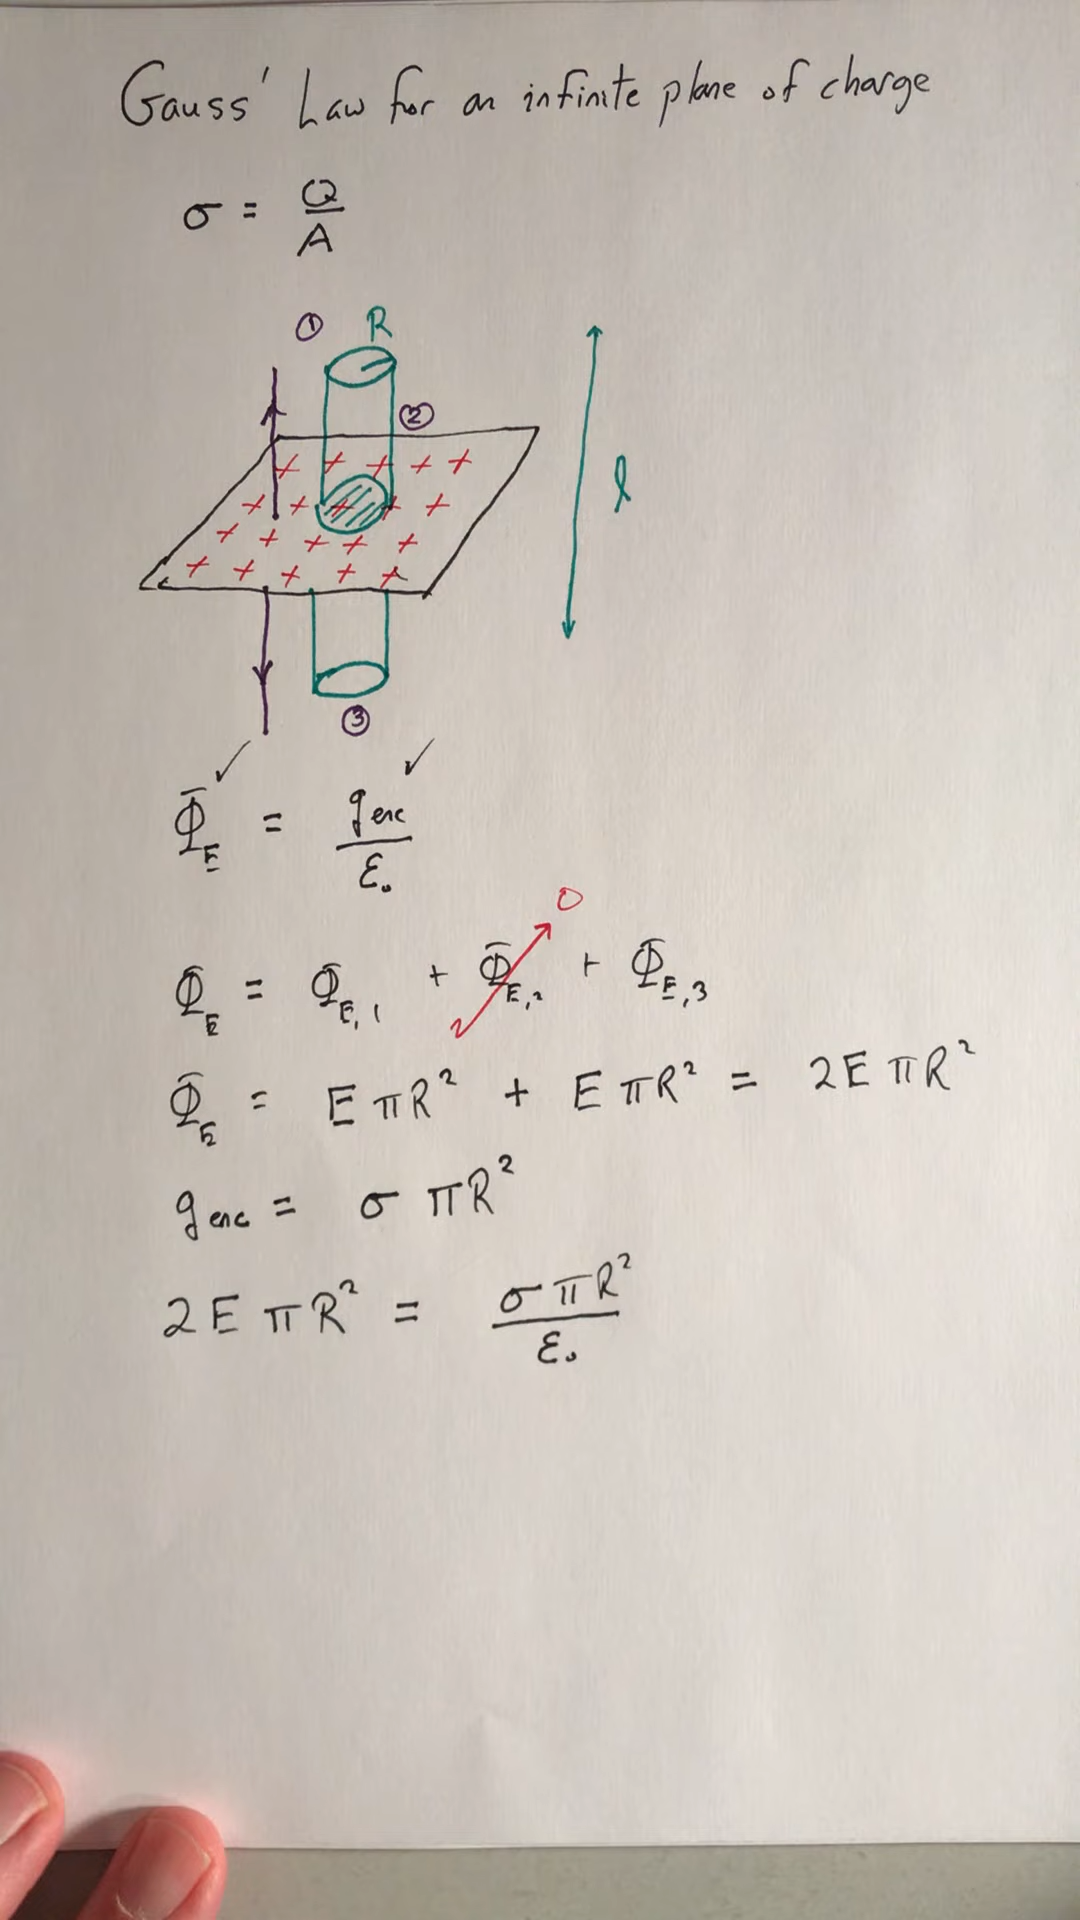 Gauss' Law for an infinite plane of charge
σ = Q/A
① R
②
l
③
✓ ✓
Φ_E = q_enc/ε₀
0
Φ_E = Φ_E,1 + Φ_E,2 + Φ_E,3
Φ_E = EπR² + EπR² = 2EπR²
q_enc = σ πR²
2EπR² = σπR²/ε₀